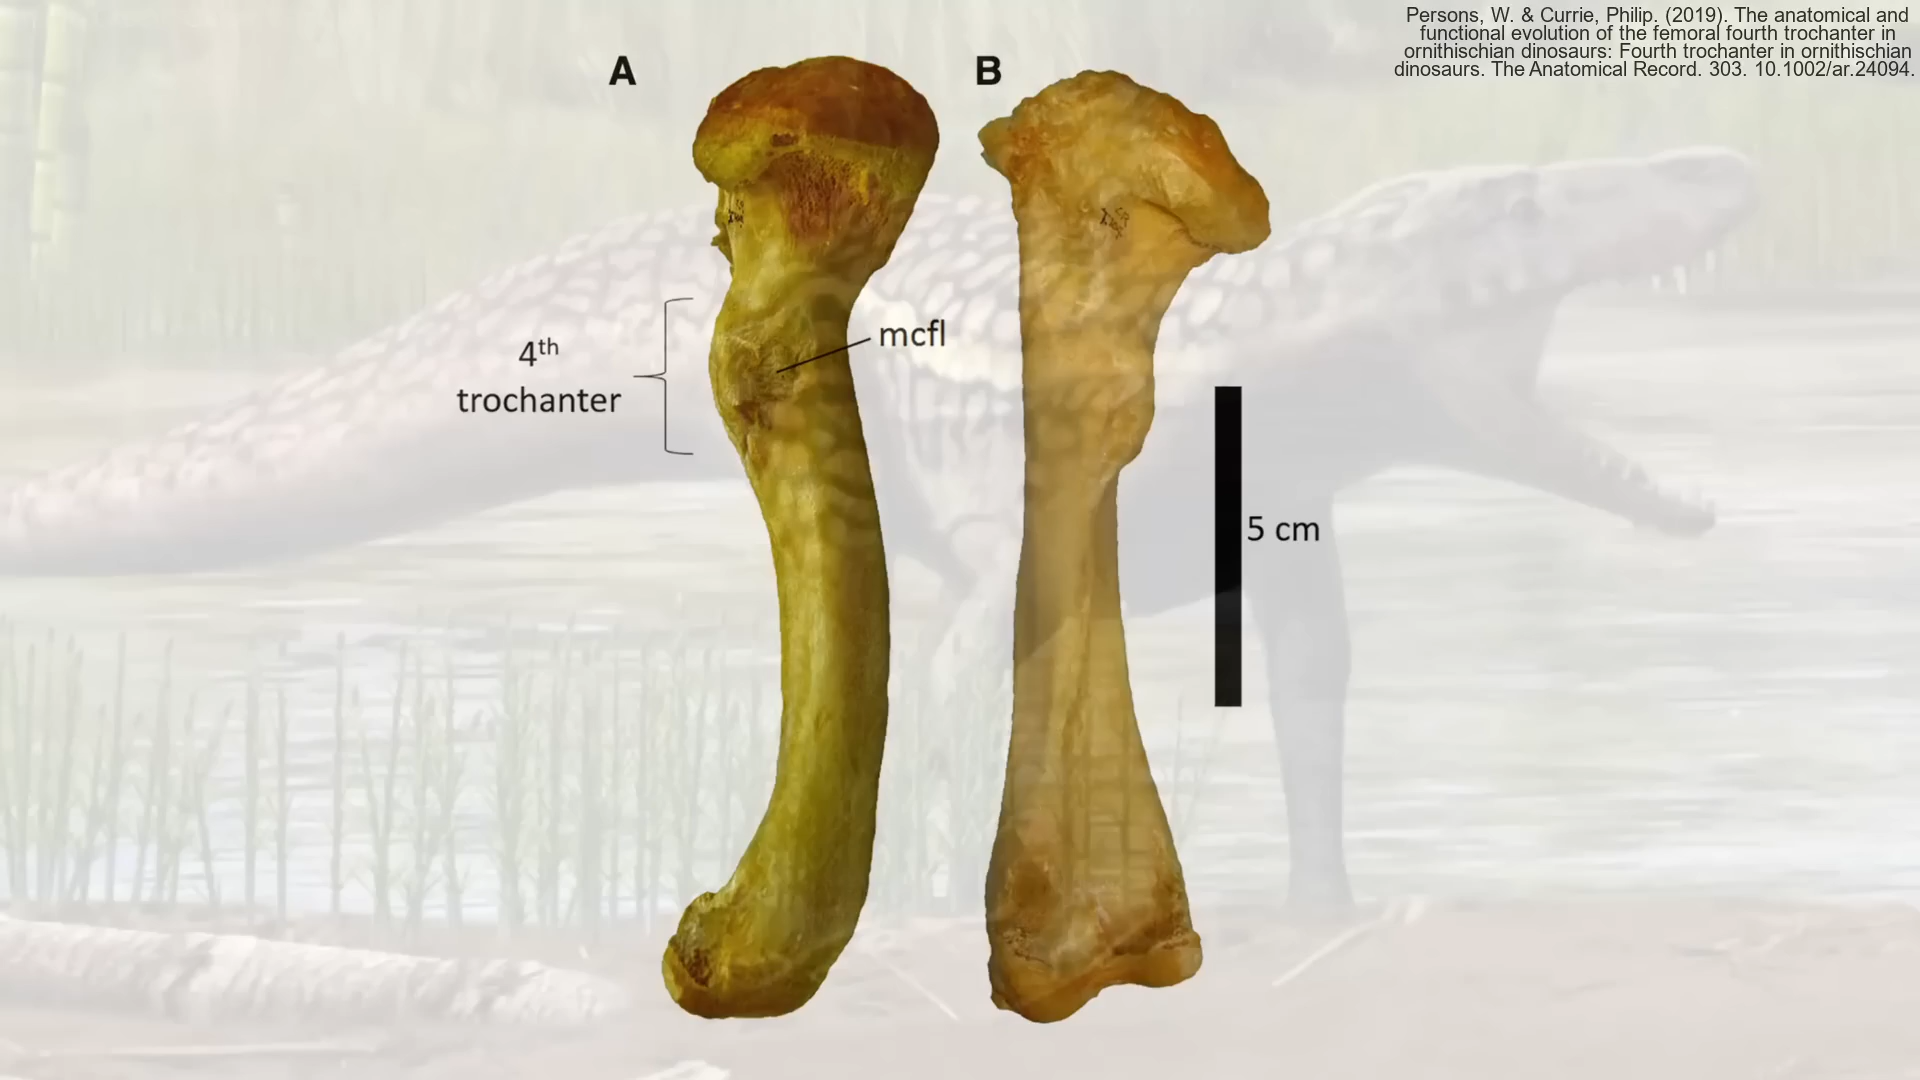 Persons, W. & Currie, Philip. (2019). The anatomical and
functional evolution of the femoral fourth trochanter in
ornithischian dinosaurs: Fourth trochanter in ornithischian
dinosaurs. The Anatomical Record. 303. 10.1002/ar.24094.
A
B
4th
trochanter
mcfl
5 cm